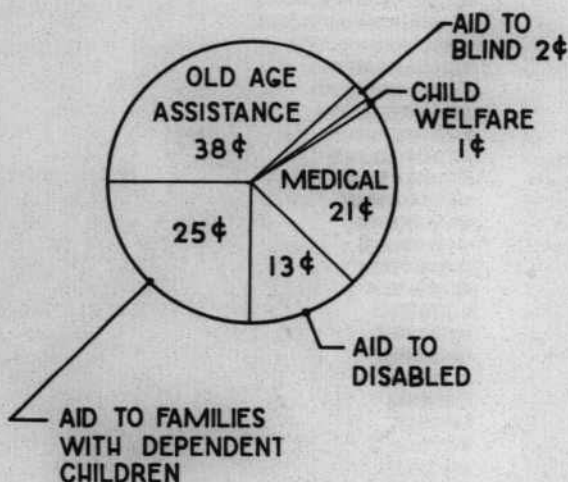 AID TO
BLIND 2¢
OLD AGE
ASSISTANCE
38¢
CHILD
WELFARE
1¢
MEDICAL
21¢
25¢
13¢
AID TO
DISABLED
AID TO FAMILIES
WITH DEPENDENT
CHILDREN